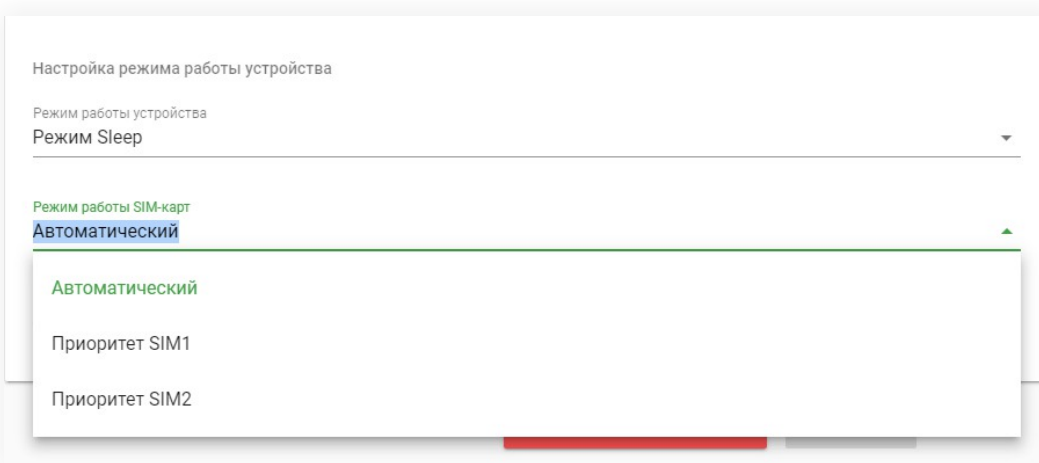 Настройка режима работы устройства
Режим работы устройства
Режим Sleep
Режим работы SIM-карт
Автоматический
Автоматический
Приоритет SIM1
Приоритет SIM2